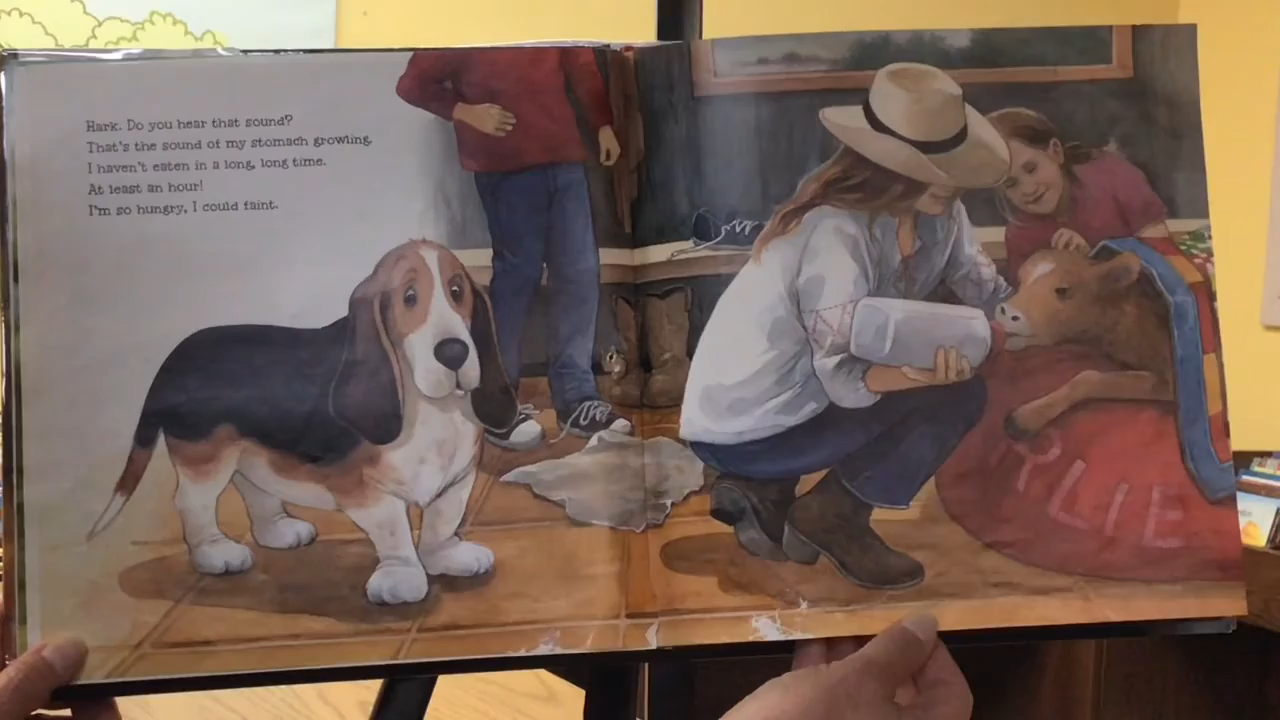 Hark. Do you hear that sound?
That's the sound of my stomach growling.
I haven't eaten in a long, long time.
At least an hour!
I'm so hungry, I could faint.
RLIE